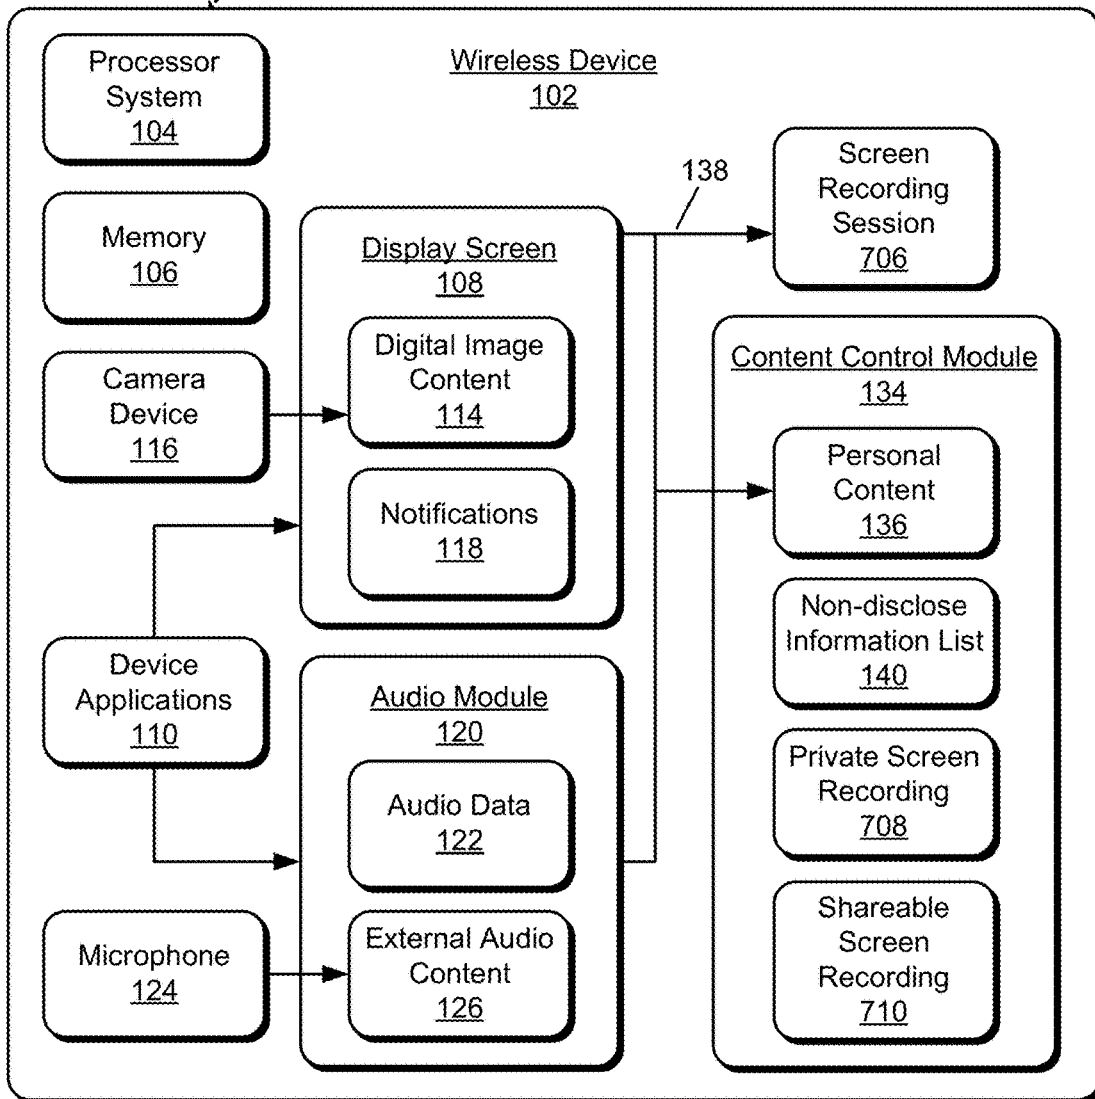 Wireless Device
102
Processor
System
104
Memory
106
Camera
Device
116
Device
Applications
110
Microphone
124
Display Screen
108
Digital Image
Content
114
Notifications
118
Audio Module
120
Audio Data
122
External Audio
Content
126
138
Screen
Recording
Session
706
Content Control Module
134
Personal
Content
136
Non-disclose
Information List
140
Private Screen
Recording
708
Shareable
Screen
Recording
710